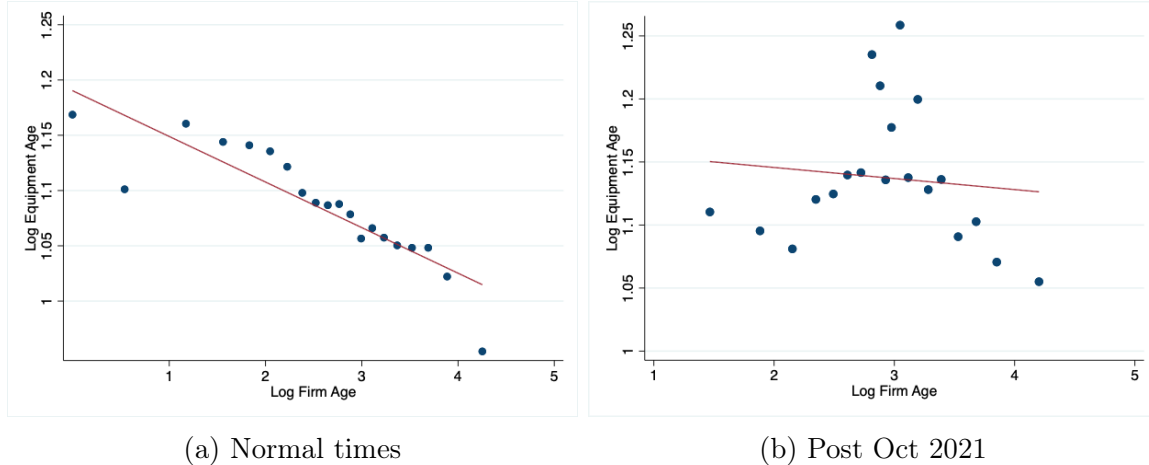 1.25
1.2
1.15
1.1
1.05
1
Log Equipment Age
1 2 3 4 5
Log Firm Age
(a) Normal times
1.25
1.2
1.15
1.1
1.05
1
Log Equipment Age
1 2 3 4 5
Log Firm Age
(b) Post Oct 2021